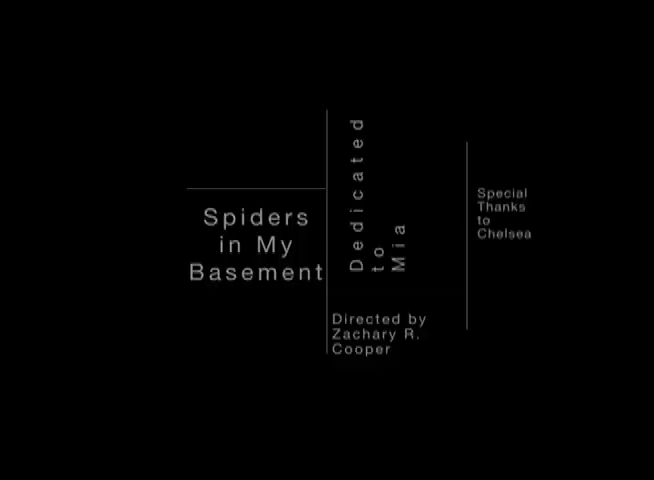 Spiders
in My
Basement
Dedicated
to
Mia
Directed by
Zachary R.
Cooper
Special
Thanks
to
Chelsea